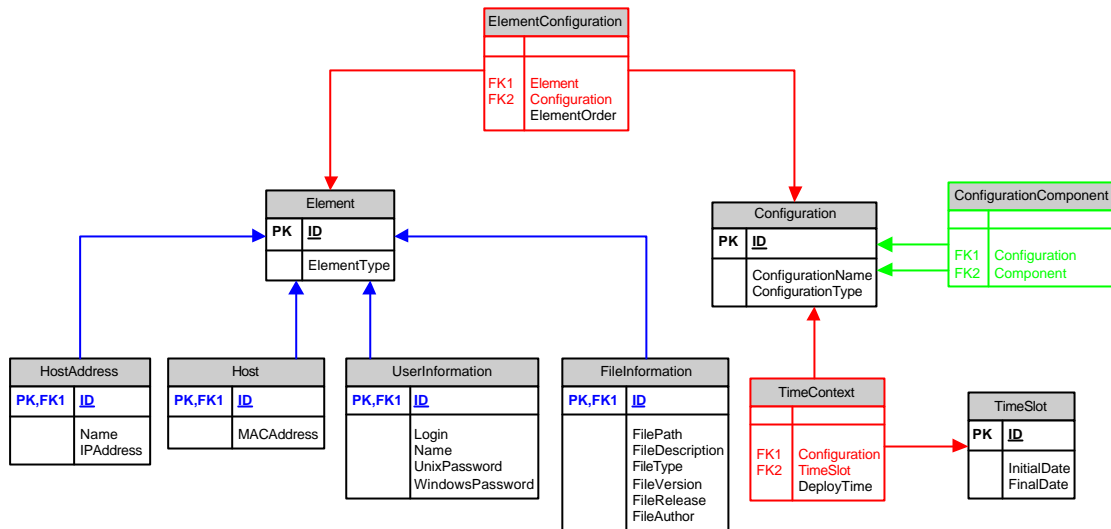 ElementConfiguration
FK1 Element
FK2 Configuration
ElementOrder
Element
PK ID
ElementType
Configuration
PK ID
ConfigurationName
ConfigurationType
ConfigurationComponent
FK1 Configuration
FK2 Component
HostAddress
PK,FK1 ID
Name
IPAddress
Host
PK,FK1 ID
MACAddress
UserInformation
PK,FK1 ID
Login
Name
UnixPassword
WindowsPassword
FileInformation
PK,FK1 ID
FilePath
FileDescription
FileType
FileVersion
FileRelease
FileAuthor
TimeContext
FK1 Configuration
FK2 TimeSlot
DeployTime
TimeSlot
PK ID
InitialDate
FinalDate